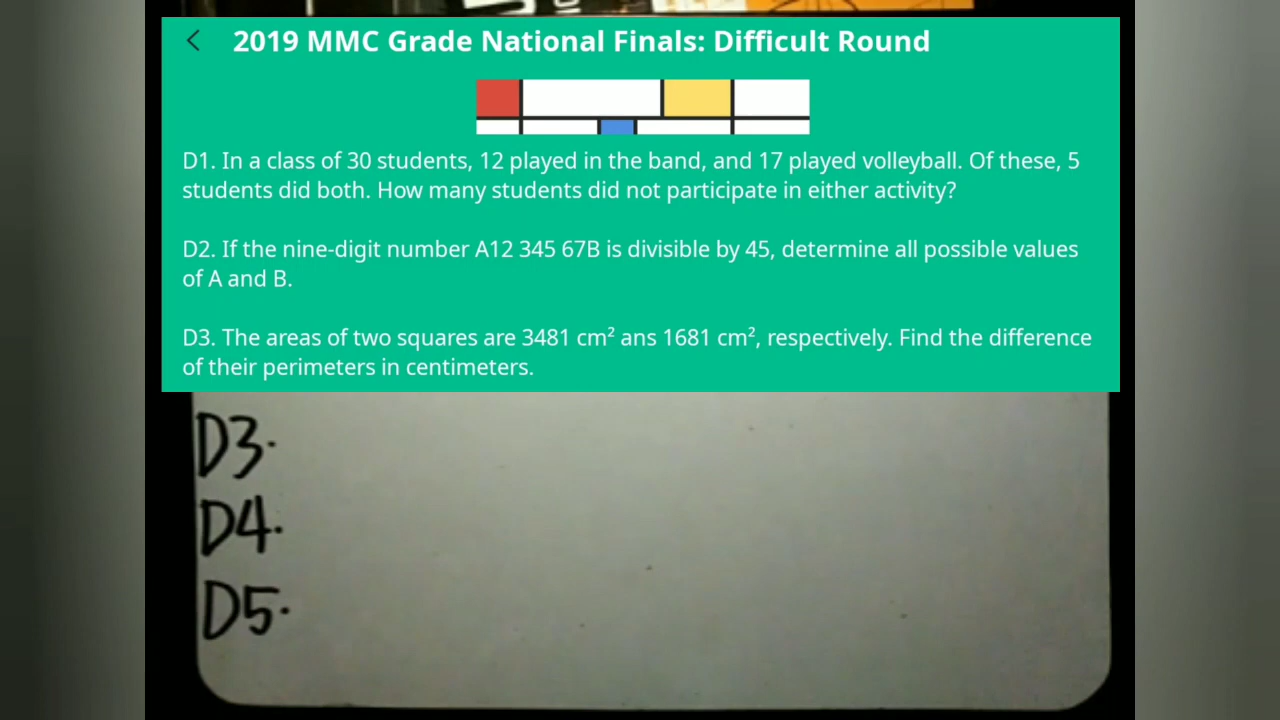 2019 MMC Grade National Finals: Difficult Round
D1. In a class of 30 students, 12 played in the band, and 17 played volleyball. Of these, 5
students did both. How many students did not participate in either activity?
D2. If the nine-digit number A12 345 67B is divisible by 45, determine all possible values
of A and B.
D3. The areas of two squares are 3481 cm² ans 1681 cm², respectively. Find the difference
of their perimeters in centimeters.
D3.
D4.
D5.